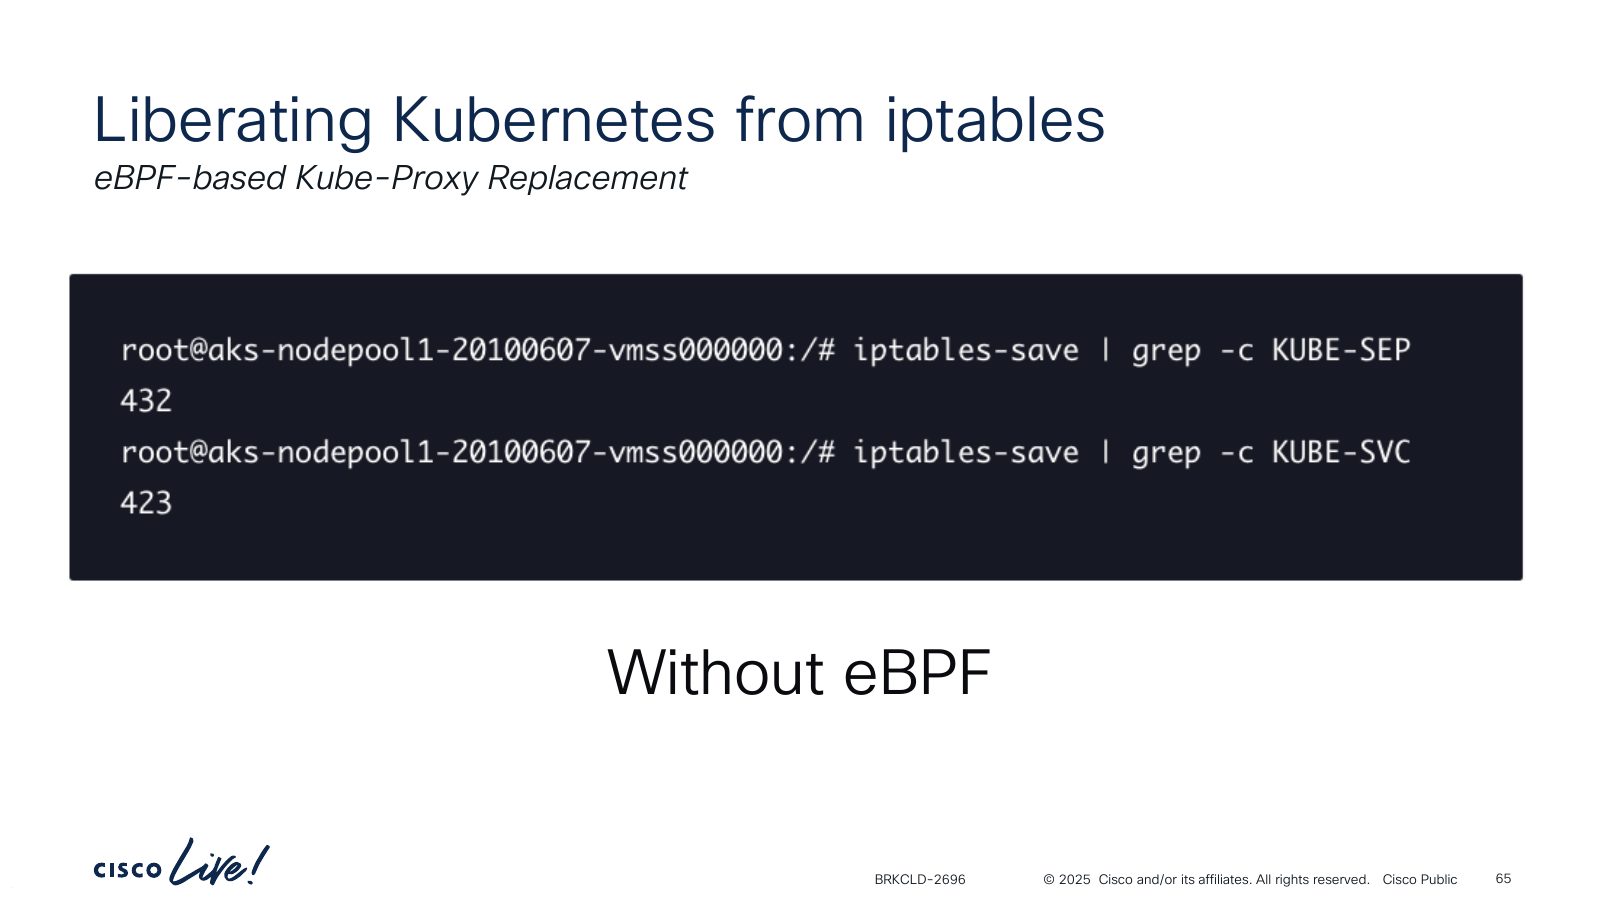 Liberating Kubernetes from iptables
eBPF-based Kube-Proxy Replacement
root@aks-nodepool1-20100607-vmss000000:/# iptables-save | grep -c KUBE-SEP
432
root@aks-nodepool1-20100607-vmss000000:/# iptables-save | grep -c KUBE-SVC
423
Without eBPF
CISCO Live!
BRKCLD-2696
© 2025 Cisco and/or its affiliates. All rights reserved. Cisco Public
65